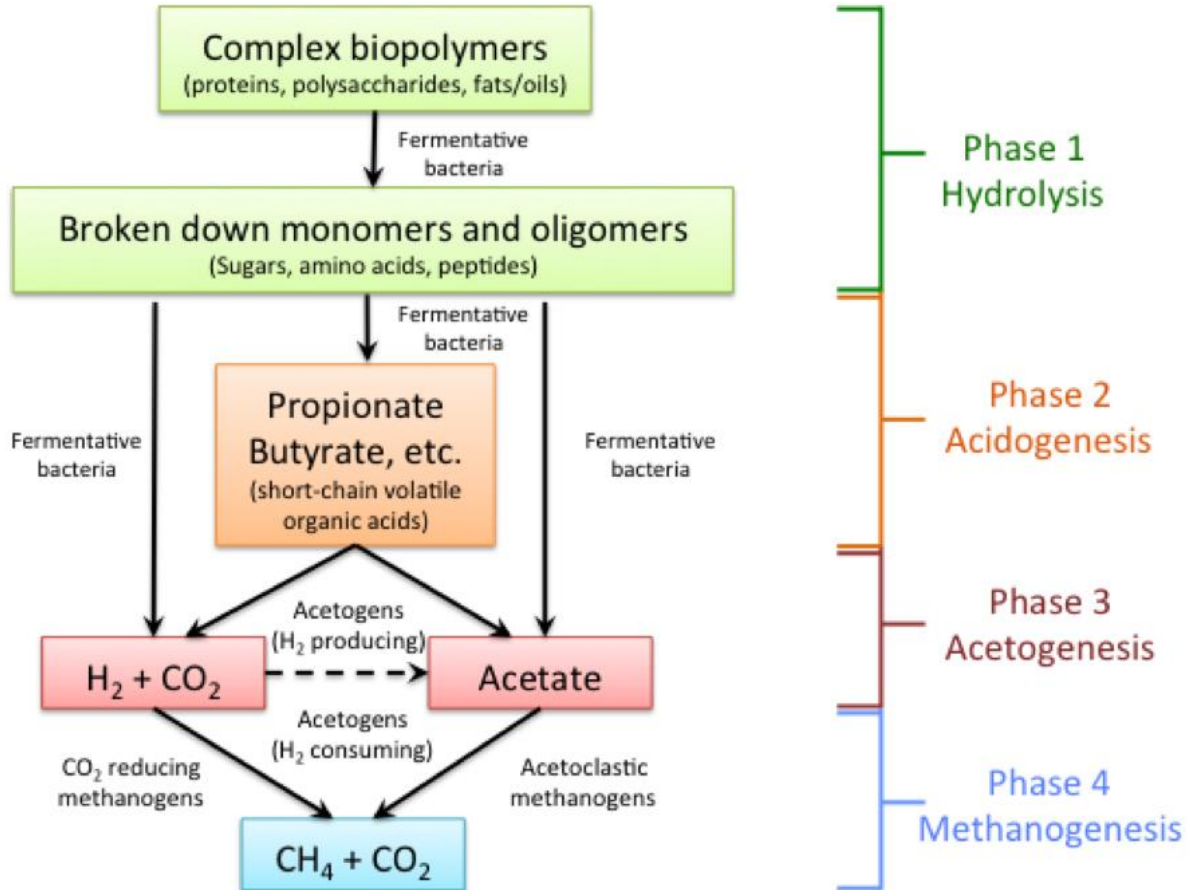 Complex biopolymers
(proteins, polysaccharides, fats/oils)
Fermentative
bacteria
Broken down monomers and oligomers
(Sugars, amino acids, peptides)
Fermentative
bacteria
Propionate
Butyrate, etc.
(short-chain volatile
organic acids)
Fermentative
bacteria
Fermentative
bacteria
Acetogens
(H₂ producing)
H₂ + CO₂
Acetate
Acetogens
(H₂ consuming)
CO₂ reducing
methanogens
Acetoclastic
methanogens
CH₄ + CO₂
Phase 1
Hydrolysis
Phase 2
Acidogenesis
Phase 3
Acetogenesis
Phase 4
Methanogenesis